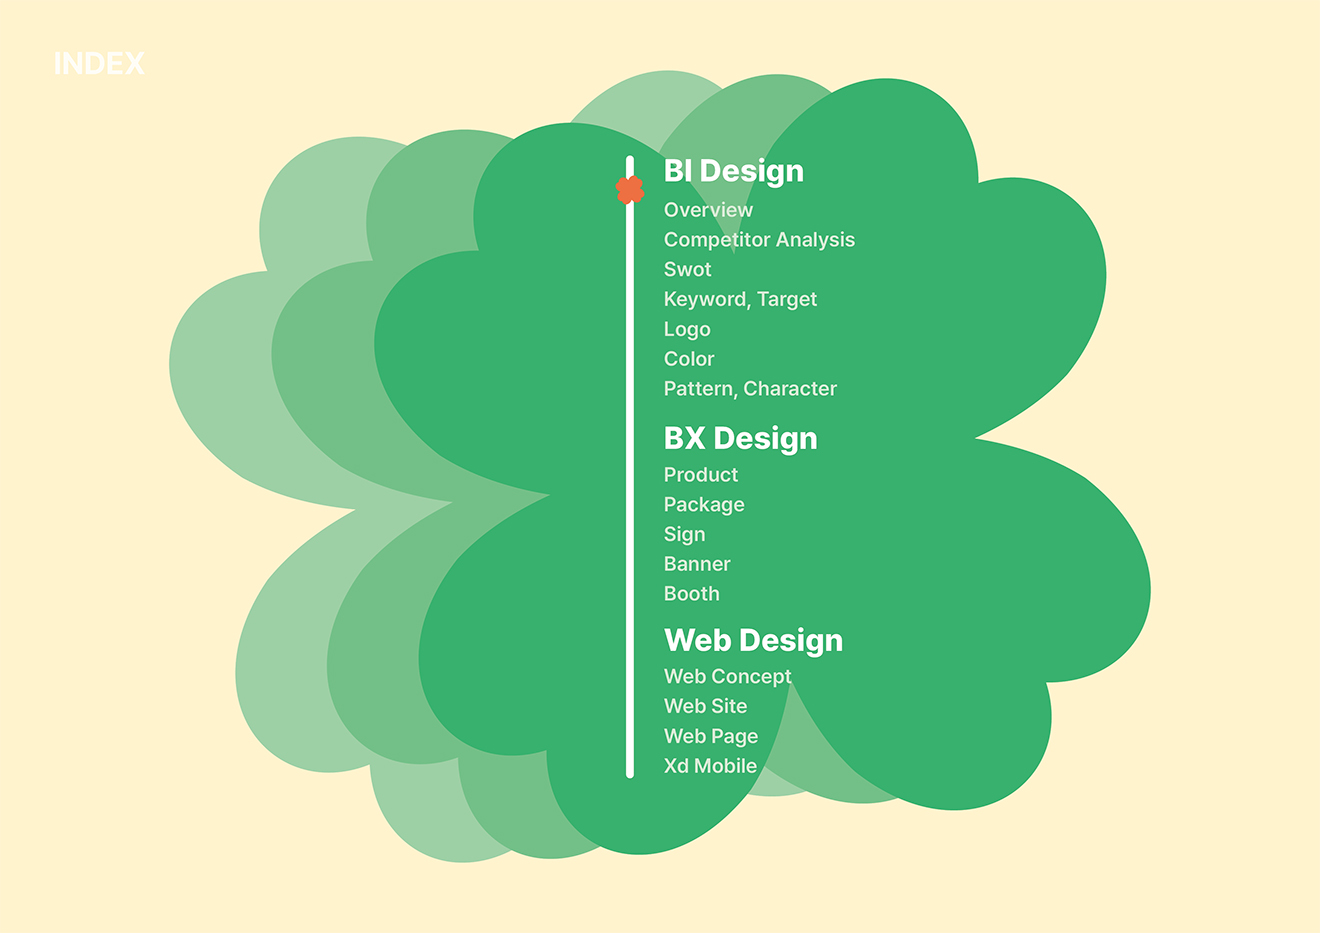 INDEX
BI Design
Overview
Competitor Analysis
Swot
Keyword, Target
Logo
Color
Pattern, Character
BX Design
Product
Package
Sign
Banner
Booth
Web Design
Web Concept
Web Site
Web Page
Xd Mobile